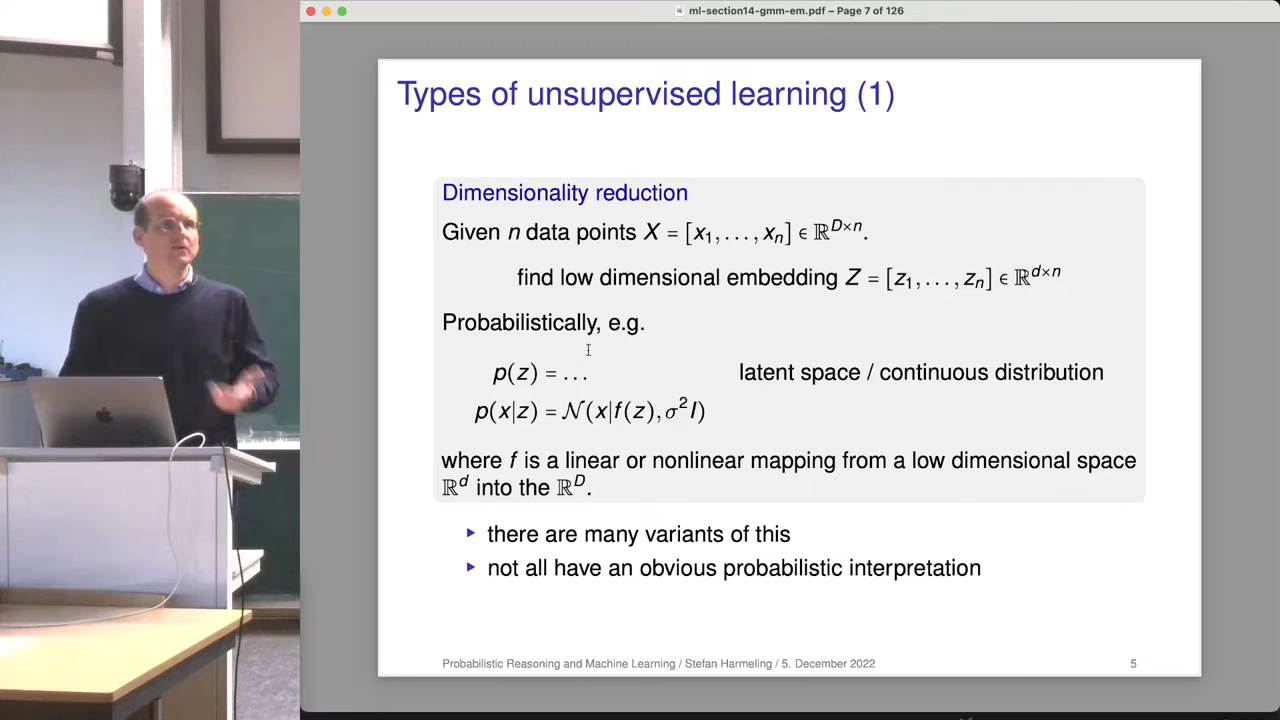 ml-section14-gmm-em.pdf – Page 7 of 126
Types of unsupervised learning (1)
Dimensionality reduction
Given n data points X = [x₁, . . . , xₙ] ∈ ℝᴰˣⁿ.
find low dimensional embedding Z = [z₁, . . . , zₙ] ∈ ℝᵈˣⁿ
Probabilistically, e.g.
p(z) = . . . latent space / continuous distribution
p(x|z) = 𝒩(x|f(z), σ²I)
where f is a linear or nonlinear mapping from a low dimensional space
ℝᵈ into the ℝᴰ.
▸ there are many variants of this
▸ not all have an obvious probabilistic interpretation
Probabilistic Reasoning and Machine Learning / Stefan Harmeling / 5. December 2022 5